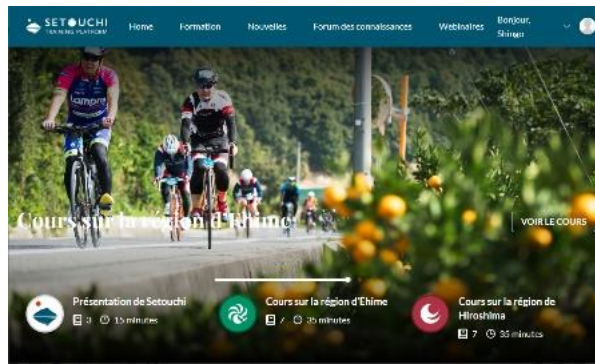 SETOUCHI
TRAINING PLATFORM
Home
Formation
Nouvelles
Forum des connaissances
Webinaires
Bonjour,
Shingo
Lampre
Cours sur la région d'Ehime
VOIR LE COURS
Présentation de Setouchi
3 15 minutes
Cours sur la région d'Ehime
7 35 minutes
Cours sur la région de
Hiroshima
7 35 minutes